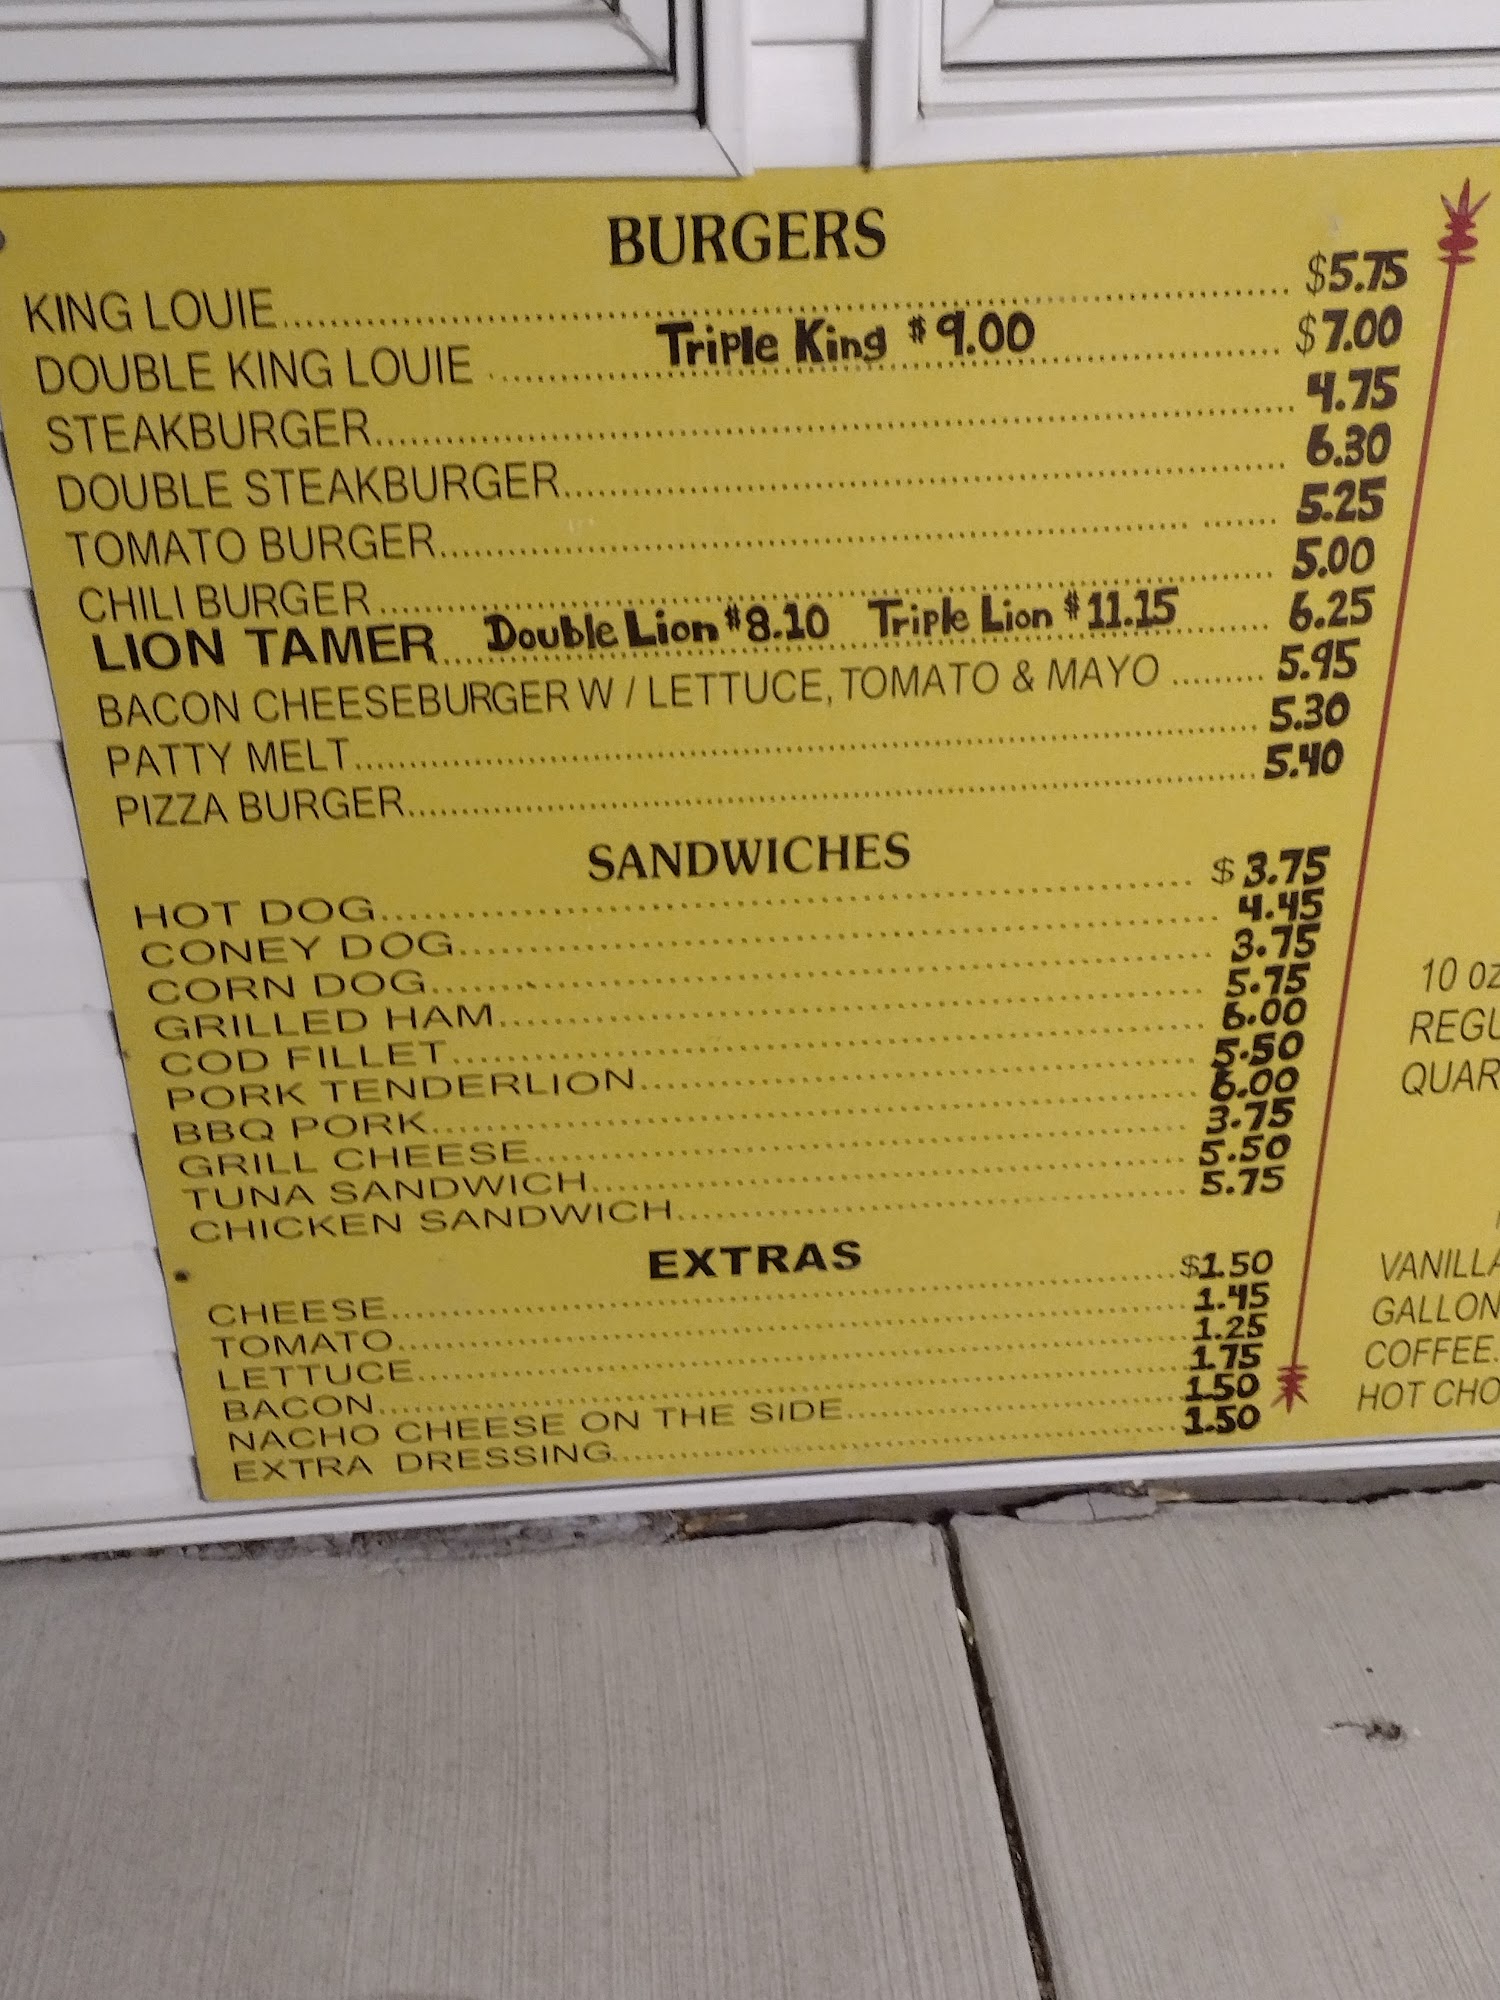 BURGERS
KING LOUIE.................... $5.75
Triple King $9.00
DOUBLE KING LOUIE .................... $7.00
STEAKBURGER.................... 4.75
DOUBLE STEAKBURGER.................... 6.30
TOMATO BURGER.................... 5.25
CHILI BURGER.................... 5.00
LION TAMER.... Double Lion $8.10 Triple Lion $11.15 ........ 6.25
BACON CHEESEBURGER W / LETTUCE, TOMATO & MAYO ......... 5.95
PATTY MELT.................... 5.30
PIZZA BURGER.................... 5.40
SANDWICHES
HOT DOG.................... $3.75
CONEY DOG.................... 4.45
CORN DOG.................... 3.75
GRILLED HAM.................... 5.75
COD FILLET.................... 6.00
PORK TENDERLION.................... 5.50
BBQ PORK.................... 6.00
GRILL CHEESE.................... 3.75
TUNA SANDWICH.................... 5.50
CHICKEN SANDWICH.................... 5.75
EXTRAS
CHEESE.................... $1.50
TOMATO.................... 1.45
LETTUCE.................... 1.25
BACON.................... 1.75
NACHO CHEESE ON THE SIDE.................... 1.50
EXTRA DRESSING.................... 1.50
10 oz
REGU
QUAR
VANILLA
GALLON
COFFEE.
HOT CHO